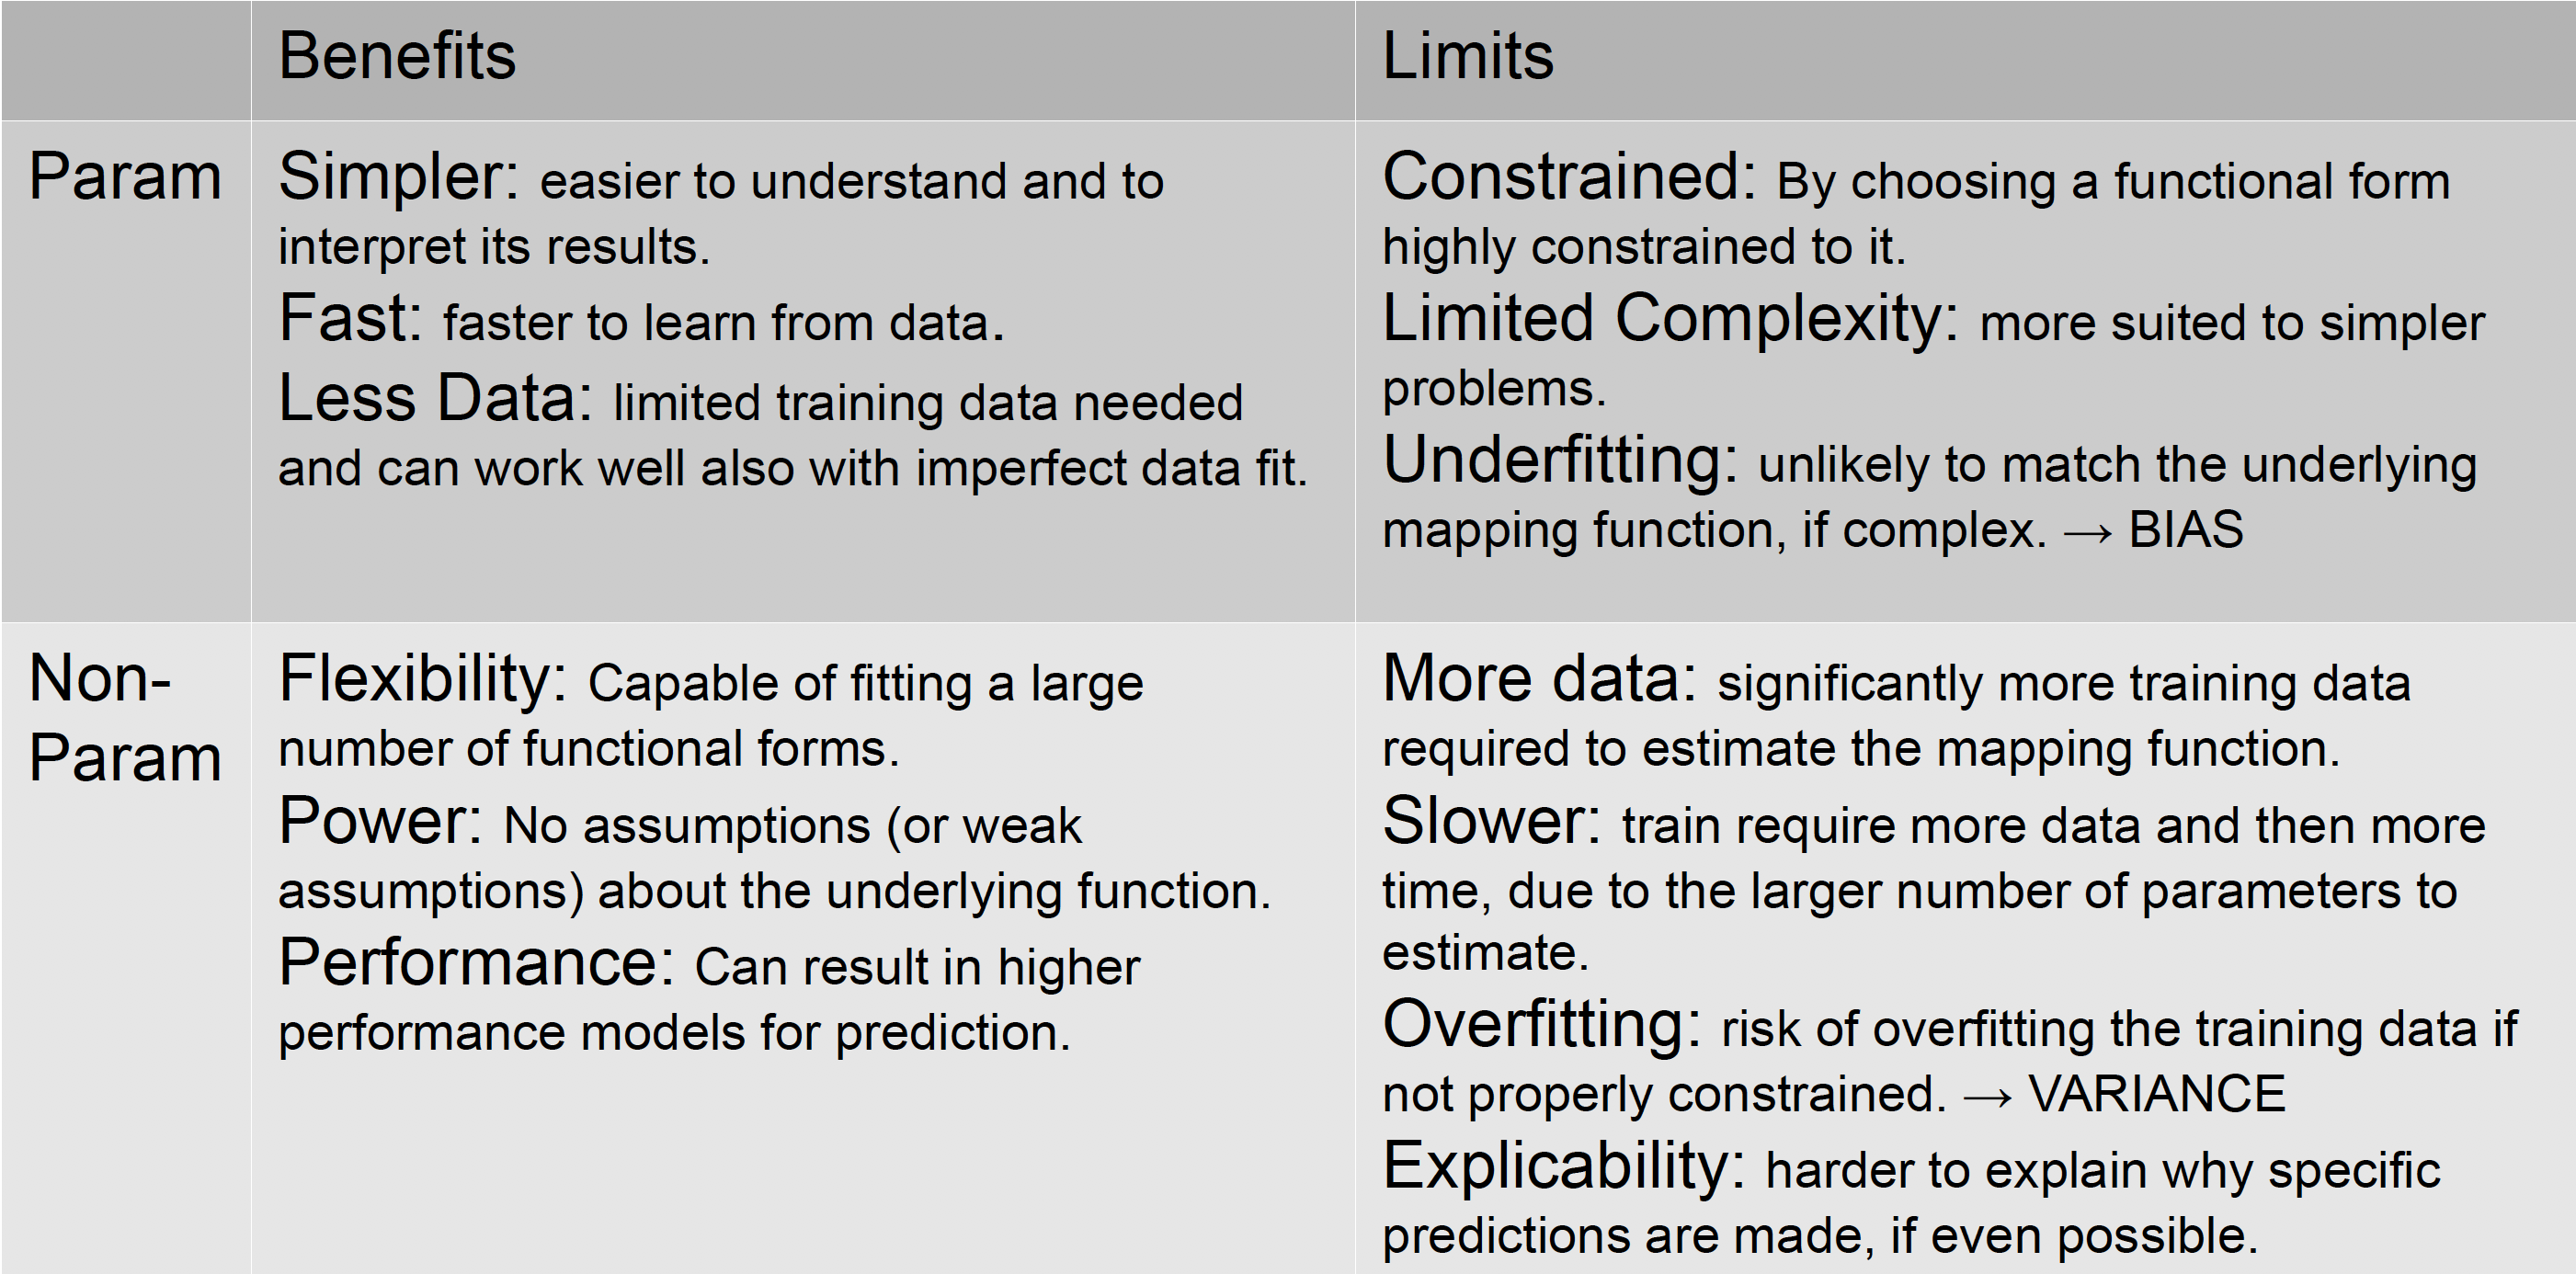 Benefits
Limits
Param
Simpler: easier to understand and to
interpret its results.
Fast: faster to learn from data.
Less Data: limited training data needed
and can work well also with imperfect data fit.
Constrained: By choosing a functional form
highly constrained to it.
Limited Complexity: more suited to simpler
problems.
Underfitting: unlikely to match the underlying
mapping function, if complex. → BIAS
Non-
Param
Flexibility: Capable of fitting a large
number of functional forms.
Power: No assumptions (or weak
assumptions) about the underlying function.
Performance: Can result in higher
performance models for prediction.
More data: significantly more training data
required to estimate the mapping function.
Slower: train require more data and then more
time, due to the larger number of parameters to
estimate.
Overfitting: risk of overfitting the training data if
not properly constrained. → VARIANCE
Explicability: harder to explain why specific
predictions are made, if even possible.